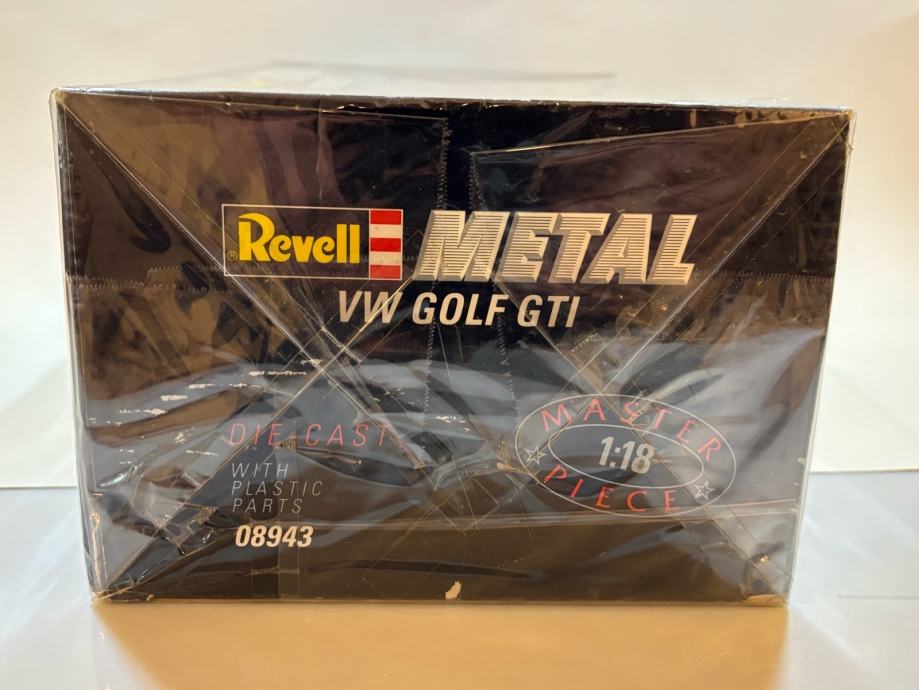 ® Revell METAL
VW GOLF GTI
DIE-CAST
WITH
PLASTIC
PARTS
08943
MASTER
1:18
PIECE